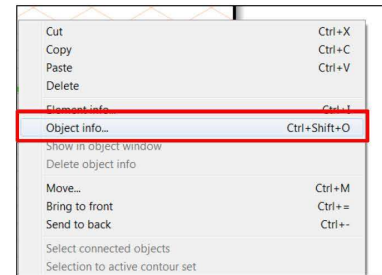 Cut Ctrl+X
Copy Ctrl+C
Paste Ctrl+V
Delete
Element info... Ctrl+I
Object info... Ctrl+Shift+O
Show in object window
Delete object info
Move... Ctrl+M
Bring to front Ctrl+=
Send to back Ctrl+-
Select connected objects
Selection to active contour set